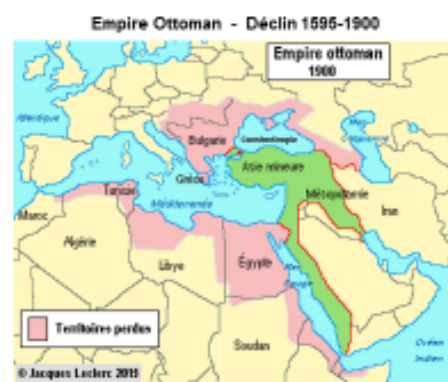 Empire Ottoman - Déclin 1595-1900
Empire ottoman
1900
Atlantique
Bulgarie
Constantinople
Grèce
Asie mineure
Mésopotamie
Iran
Tunisie
Méditerranée
Maroc
Algérie
Libye
Égypte
Mer
Soudan
Territoires perdus
Océan
Indien
© Jacques Leclerc 2015